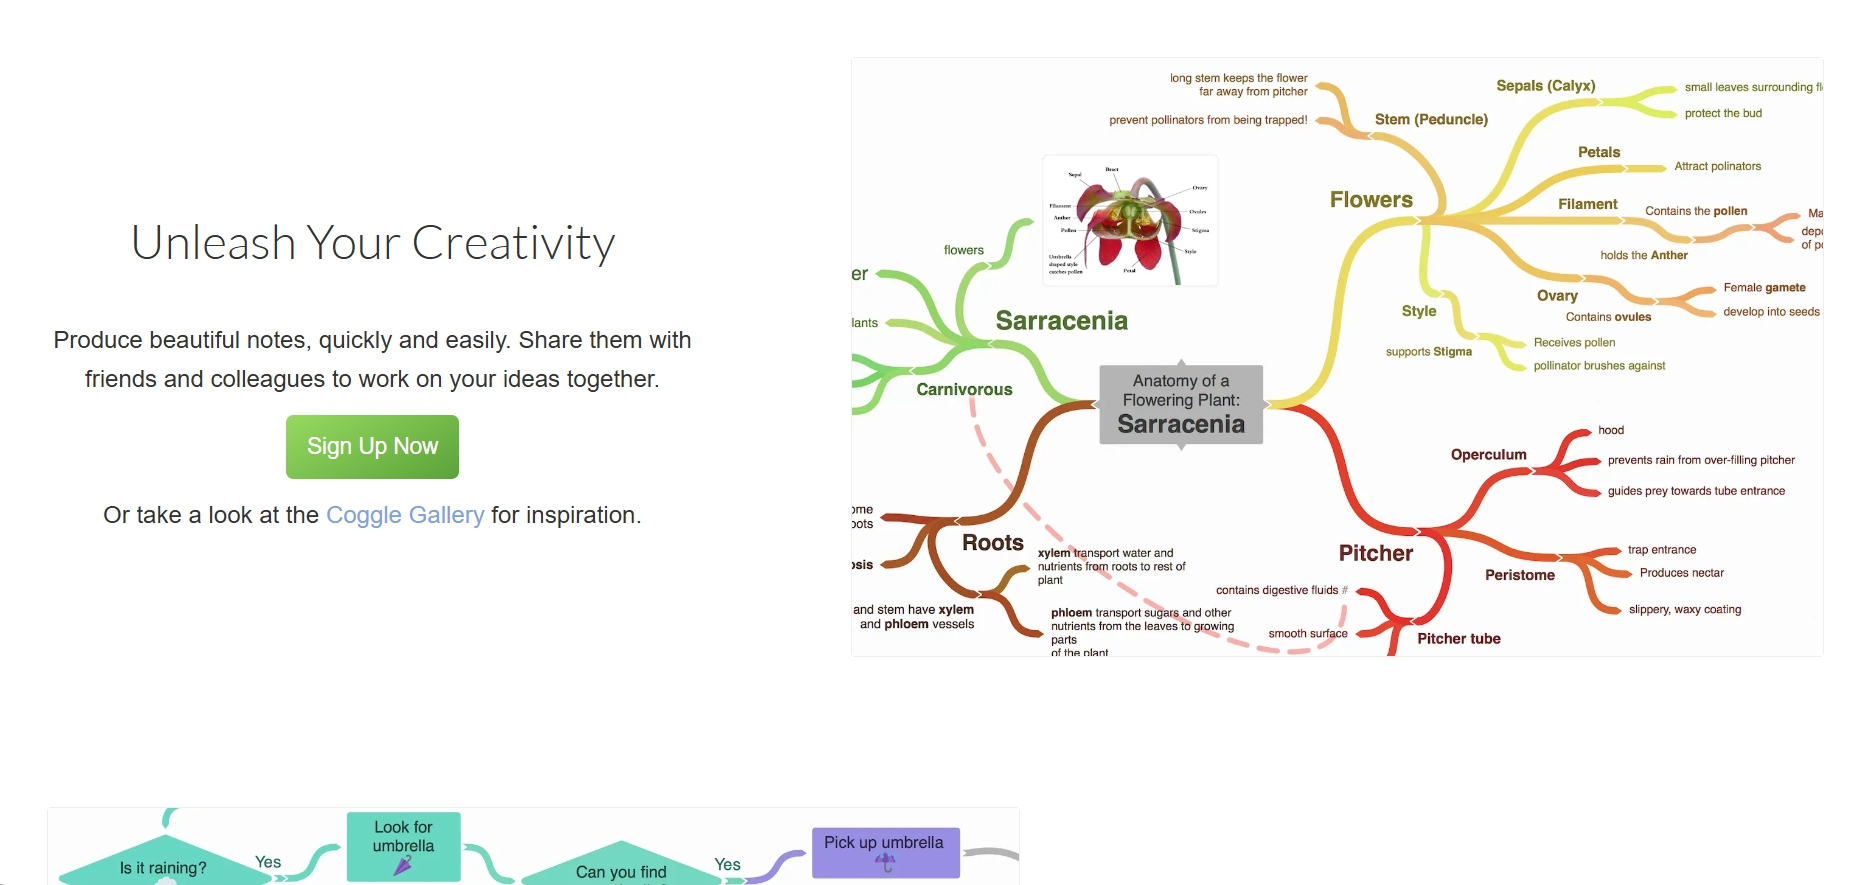 Unleash Your Creativity
Produce beautiful notes, quickly and easily. Share them with
friends and colleagues to work on your ideas together.
Sign Up Now
Or take a look at the Coggle Gallery for inspiration.
long stem keeps the flower
far away from pitcher
prevent pollinators from being trapped!
Stem (Peduncle)
Sepals (Calyx)
small leaves surrounding
protect the bud
Petals
Attract polinators
Flowers
Filament
Contains the pollen
holds the Anther
Ovary
Contains ovules
Female gamete
develop into seeds
Style
supports Stigma
Receives pollen
pollinator brushes against
Bract
Sepal
Ovary
Filament
Anther
Pollen
Ovules
Stigma
Style
Umbrella
shaped style
catches pollen
Petal
flowers
er
lants
Sarracenia
Carnivorous
Anatomy of a
Flowering Plant:
Sarracenia
Roots
xylem transport water and
nutrients from roots to rest of
plant
and stem have xylem
and phloem vessels
phloem transport sugars and other
nutrients from the leaves to growing
parts
of the plant
Operculum
hood
prevents rain from over-filling pitcher
guides prey towards tube entrance
Pitcher
Peristome
trap entrance
Produces nectar
slippery, waxy coating
contains digestive fluids #
smooth surface
Pitcher tube
Is it raining?
Yes
Look for
umbrella
Can you find
Yes
Pick up umbrella